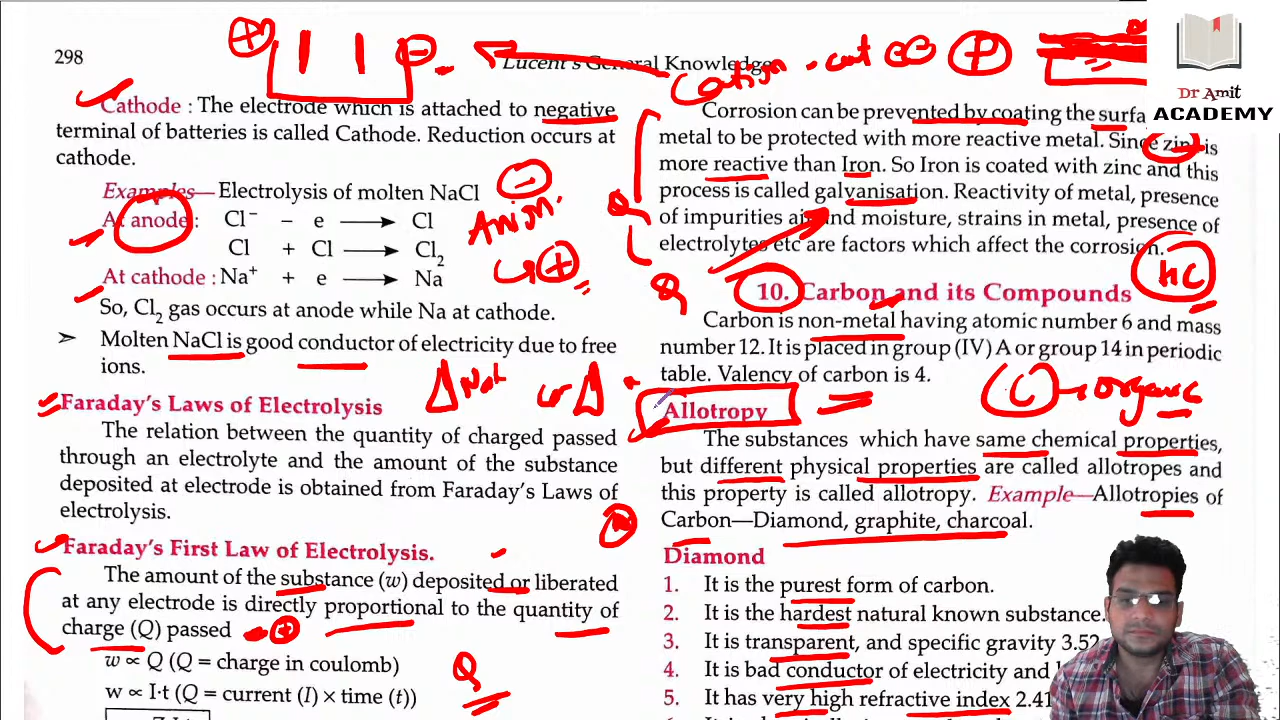 298
Lucent's General Knowledge
Cathode : The electrode which is attached to negative
terminal of batteries is called Cathode. Reduction occurs at
cathode.
Examples— Electrolysis of molten NaCl
At anode : Cl⁻ – e ⟶ Cl
Cl + Cl ⟶ Cl₂
At cathode : Na⁺ + e ⟶ Na
So, Cl₂ gas occurs at anode while Na at cathode.
➢ Molten NaCl is good conductor of electricity due to free
ions.
Faraday's Laws of Electrolysis
The relation between the quantity of charged passed
through an electrolyte and the amount of the substance
deposited at electrode is obtained from Faraday's Laws of
electrolysis.
Faraday's First Law of Electrolysis.
The amount of the substance (w) deposited or liberated
at any electrode is directly proportional to the quantity of
charge (Q) passed
w ∝ Q (Q = charge in coulomb)
w ∝ I·t (Q = current (I) × time (t))
Anion
+
-
Cation - cat
+
Corrosion can be prevented by coating the surfa
metal to be protected with more reactive metal. Since zinc is
more reactive than Iron. So Iron is coated with zinc and this
process is called galvanisation. Reactivity of metal, presence
of impurities air and moisture, strains in metal, presence of
electrolytes etc are factors which affect the corrosion.
HC
10. Carbon and its Compounds
Carbon is non-metal having atomic number 6 and mass
number 12. It is placed in group (IV) A or group 14 in periodic
table. Valency of carbon is 4.
C → organic
Allotropy
The substances which have same chemical properties,
but different physical properties are called allotropes and
this property is called allotropy. Example—Allotropies of
Carbon—Diamond, graphite, charcoal.
Diamond
1. It is the purest form of carbon.
2. It is the hardest natural known substance.
3. It is transparent, and specific gravity 3.52
4. It is bad conductor of electricity and
5. It has very high refractive index 2.41
Dr Amit
ACADEMY